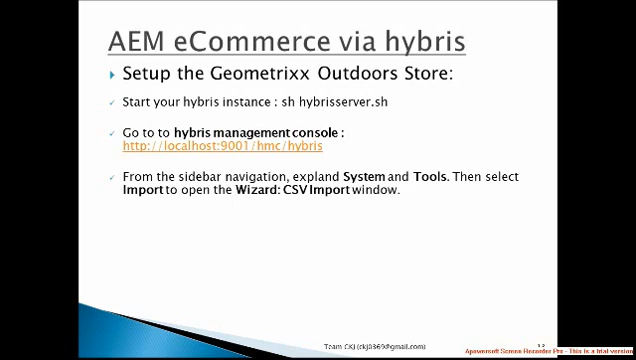 AEM eCommerce via hybris
Setup the Geometrixx Outdoors Store:
Start your hybris instance : sh hybrisserver.sh
Go to to hybris management console :
http://localhost:9001/hmc/hybris
From the sidebar navigation, expland System and Tools. Then select
Import to open the Wizard: CSV Import window.
Team CKJ (ckj0369@gmail.com)
Apowersoft Screen Recorder Pro - This is a trial version